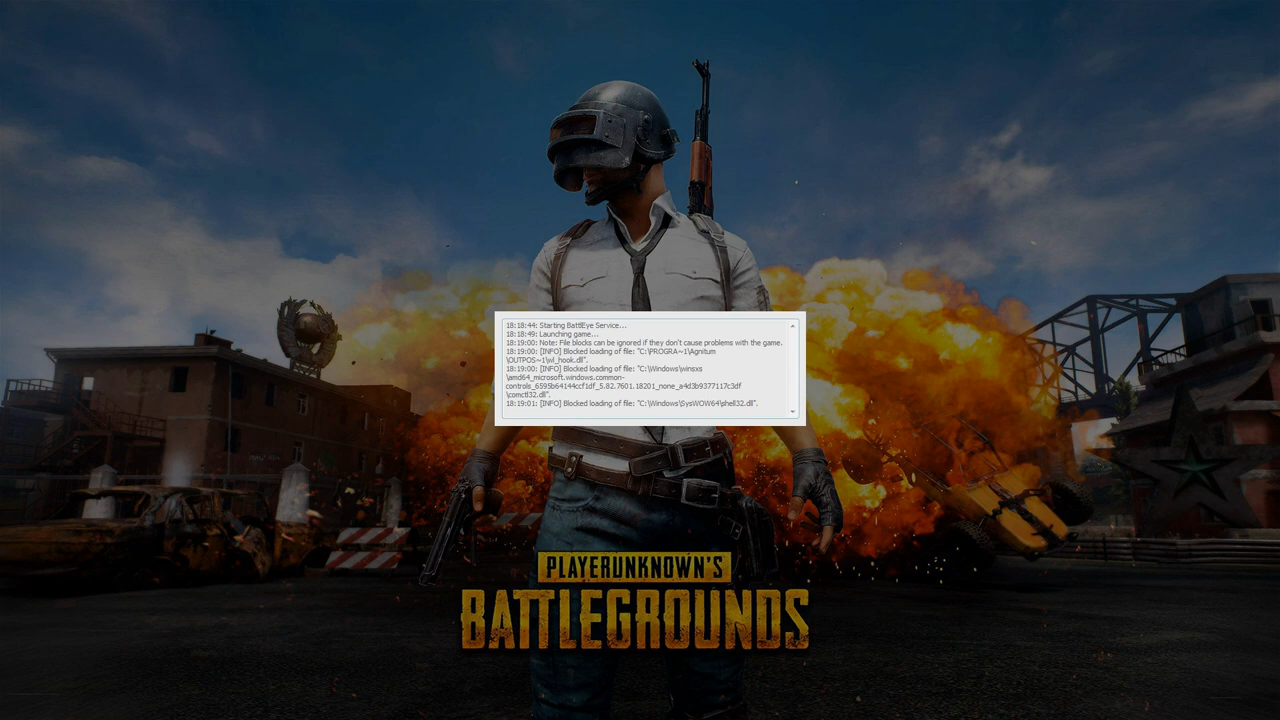 18:18:44: Starting BattlEye Service...
18:18:49: Launching game...
18:19:00: Note: File blocks can be ignored if they don't cause problems with the game.
18:19:00: [INFO] Blocked loading of file: "C:\PROGRA~1\Agnitum
\OUTPOS~1\wl_hook.dll".
18:19:00: [INFO] Blocked loading of file: "C:\Windows\winsxs
\amd64_microsoft.windows.common-
controls_6595b64144ccf1df_5.82.7601.18201_none_a4d3b9377117c3df
\comctl32.dll".
18:19:01: [INFO] Blocked loading of file: "C:\Windows\SysWOW64\shell32.dll".
PLAYERUNKNOWN'S
BATTLEGROUNDS